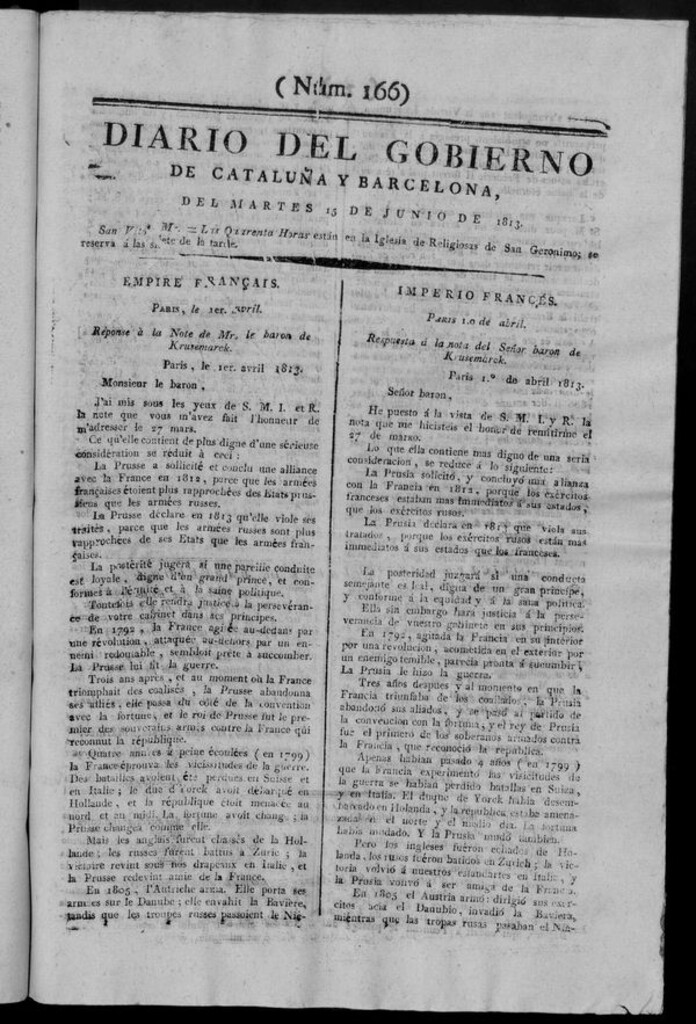 ( Núm. 166)
DIARIO DEL GOBIERNO
DE CATALUÑA Y BARCELONA,
DEL MARTES 15 DE JUNIO DE 1813.
San Mr. = Las Quarenta Horas están en la Iglesia de Religiosas de San Geronimo; se
reserva á las siete de la tarde.
EMPIRE FRANÇAIS.
PARIS, le 1er. avril.
Réponse à la Note de Mr. le baron de
Krusemarck.
Paris, le 1er. avril 1813.
Monsieur le baron,
J'ai mis sous les yeux de S. M. I. et R.
la note que vous m'avez fait l'honneur de
m'adresser le 27 mars.
Ce qu'elle contient de plus digne d'une sérieuse
considération se réduit à ceci :
La Prusse a sollicité et conclu une alliance
avec la France en 1812, parce que les armées
françaises étoient plus rapprochées des Etats prus-
siens que les armées russes.
La Prusse déclare en 1813 qu'elle viole ses
traités, parce que les armées russes sont plus
rapprochées de ses Etats que les armées fran-
çaises.
La postérité jugera si une pareille conduite
est loyale, digne d'un grand prince, et con-
formes à l'équité et à la saine politique.
Toutefois elle rendra justice à la persévéran-
ce de votre cabinet dans ses principes.
En 1792, la France agitée au-dedans par
une révolution, attaquée au-dehors par un en-
nemi redoutable, sembloit prête à succomber.
La Prusse lui fit la guerre.
Trois ans après, et au moment où la France
triomphait des coalisés, la Prusse abandonna
ses alliés, elle passa du côté de la convention
avec la fortune, et le roi de Prusse fut le pre-
mier des souverains armés contre la France qui
reconnut la république.
Quatre années à peine écoulées (en 1799)
la France éprouva les vicissitudes de la guerre.
Des batailles avoient été perdues en Suisse et
en Italie; le duc d'Yorck avoit débarqué en
Hollande, et la république étoit menacée au
nord et au midi. La fortune avoit changé; la
Prusse changea comme elle.
Mais les anglais furent chassés de la Hol-
lande; les russes furent battus à Zuric; la
victoire revint sous nos drapeux en Italie, et
la Prusse redevint amie de la France.
En 1805, l'Autriche arma. Elle porta ses
armées sur le Danube; elle envahit la Bavière,
tandis que les troupes russes passoient le Nié-
IMPERIO FRANCÉS.
PARIS 1.º de abril.
Respuesta á la nota del Señor baron de
Krusemarck.
Paris 1.º de abril 1813.
Señor baron,
He puesto á la vista de S. M. I. y R. la
nota que me hicisteis el honor de remitirme el
27 de marzo.
Lo que ella contiene mas digno de una seria
consideracion, se reduce á lo siguiente:
La Prusia solicitó, y concluyó una alianza
con la Francia en 1812, porque los exércitos
franceses estaban mas inmediatos á sus estados,
que los exércitos rusos.
La Prusia declara en 1813 que viola sus
tratados, porque los exércitos rusos están mas
immediatos á sus estados que los franceses.
La posteridad juzgará si una conducta
semejante es leal, digna de un gran príncipe,
y conforme á la equidad y á la sana política.
Ella sin embargo hará justicia á la perse-
verancia de vuestro gobinete en sus principios.
En 1792, agitada la Francia en su interior
por una revolucion, acometida en el exterior por
un enemigo temible, parecia pronta á sucumbir,
La Prusia le hizo la guerra.
Tres años despues y al momento en que la
Francia triunfaba de los coaliados, la Prusia
abandonó sus aliados, y se pasó al partido de
la convencion con la fortuna, y el rey de Prusia
fue el primero de los soberanos armados contra
la Francia, que reconoció la república.
Apenas habian pasado 4 años (en 1799)
que la Francia experimentó las visicitudes de
la guerra se habian perdido batallas en Suiza,
y en Italia. El duque de Yorck habia desem-
barcado en Holanda, y la república estaba amena-
zada en el norte y el medio dia. La fortuna
habia mudado. Y la Prusia mudó tambien.
Pero los ingleses fuéron echados de Ho-
landa, los rusos fuéron batidos en Zurich; la vic-
toria volvió á nuestros estandartes en Italia, y
la Prusia volvió á ser amiga de la Francia.
En 1805 el Austria armó: dirigió sus exér-
citos ácia el Danubio, invadió la Baviera,
mientras que las tropas rusas pasaban el Nié-